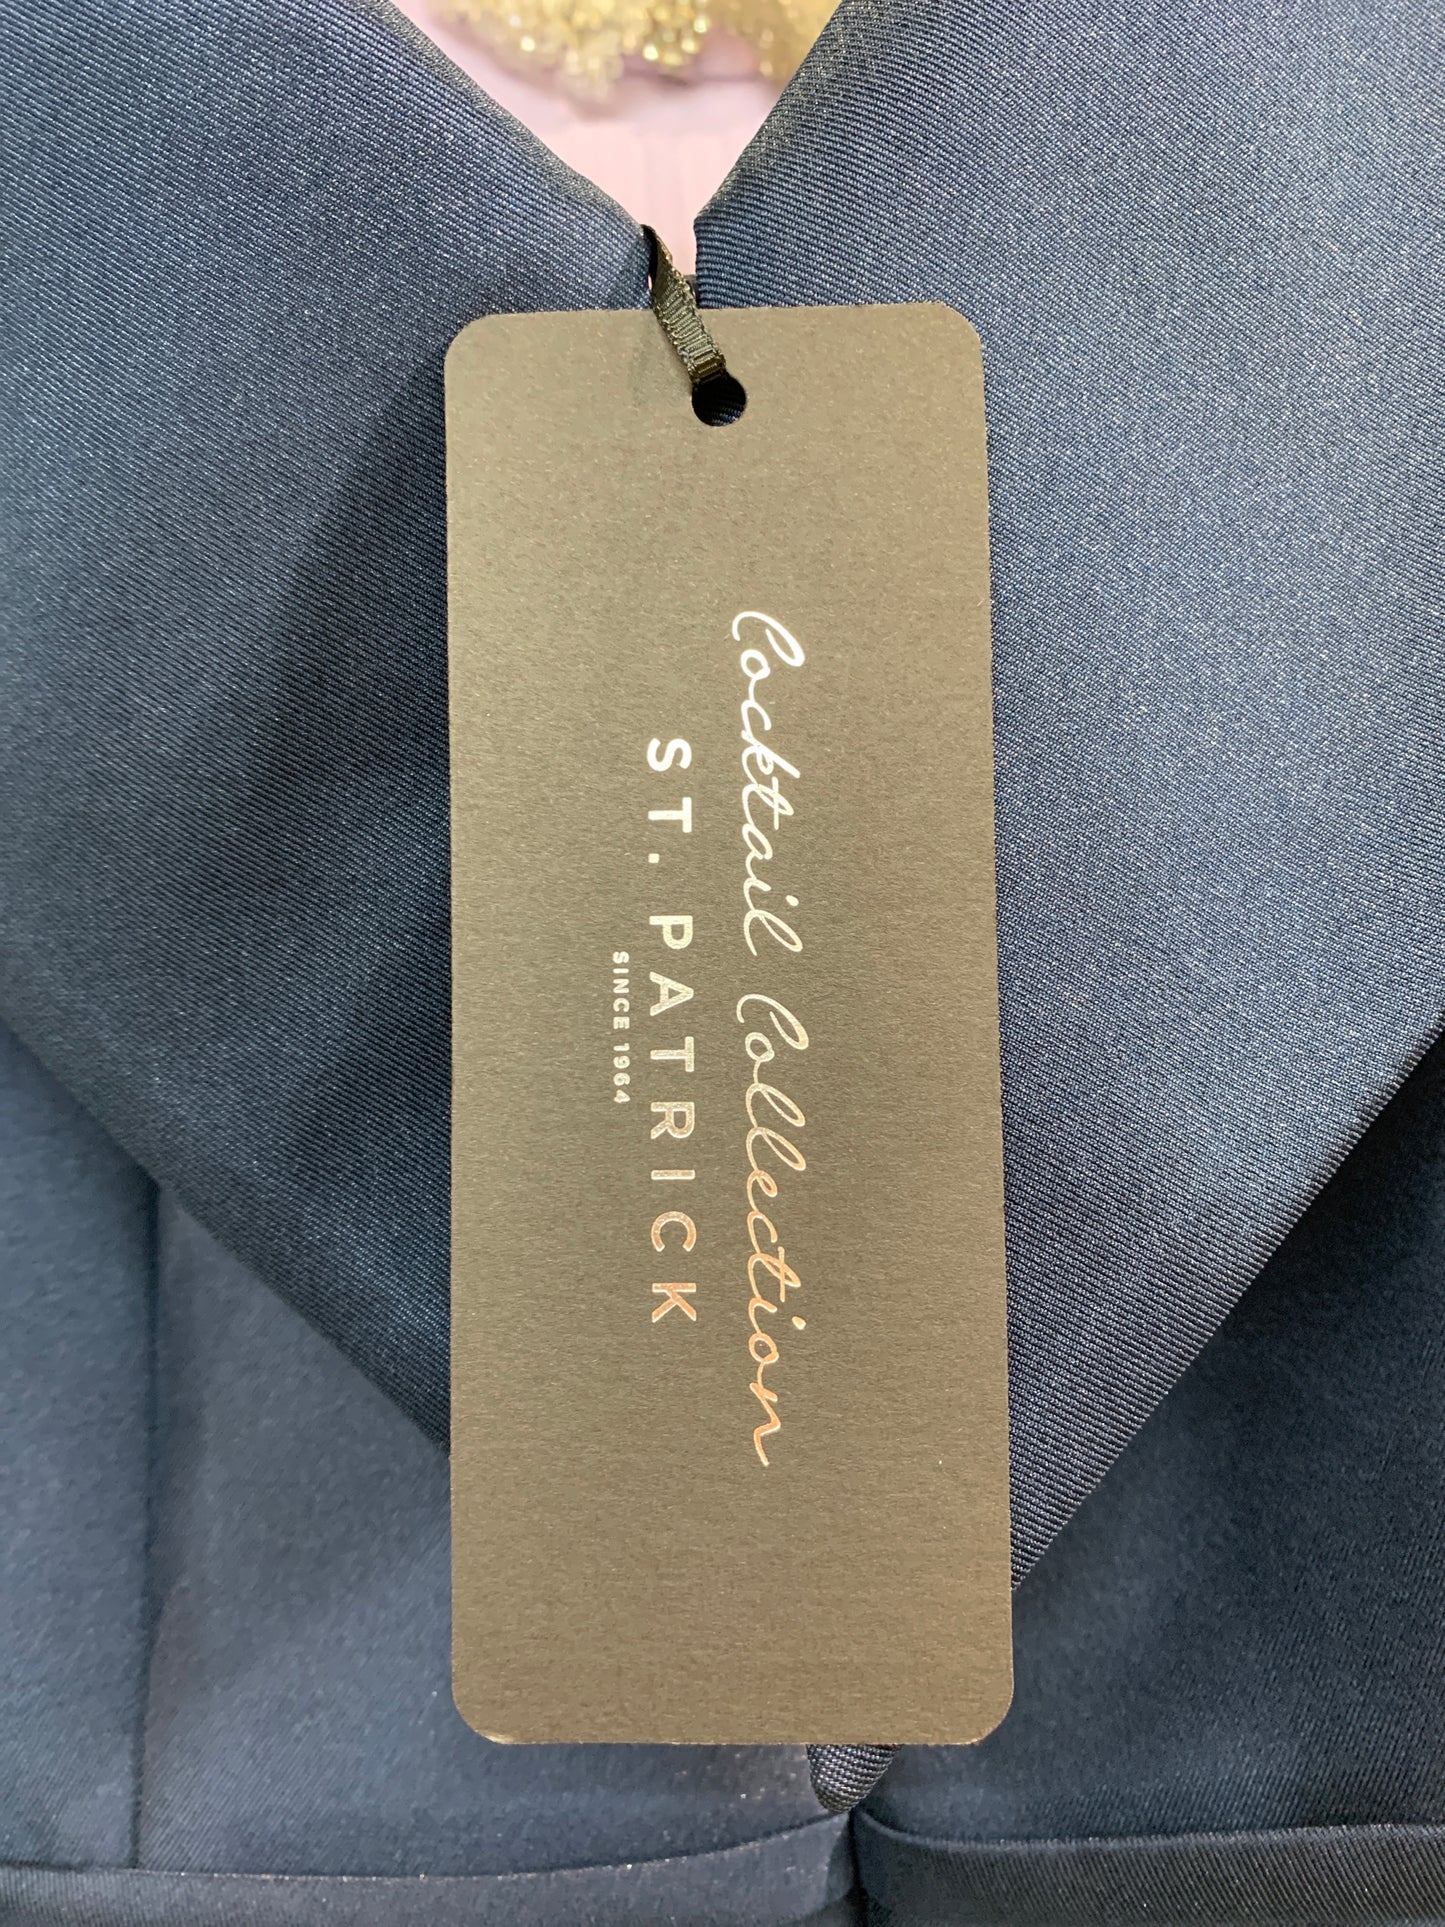 Cocktail Collection
ST. PATRICK
SINCE 1964